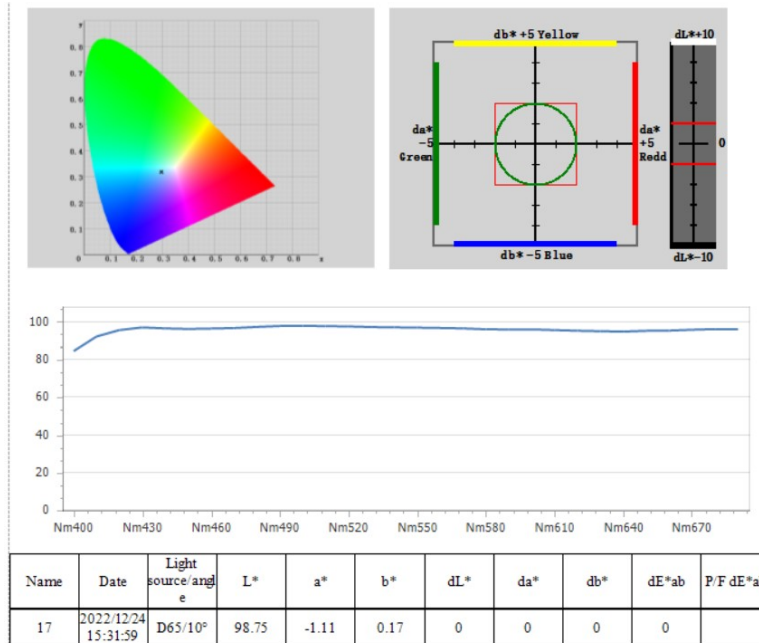 y
0.8
0.7
0.6
0.5
0.4
0.3
0.2
0.1
0 0.1 0.2 0.3 0.4 0.5 0.6 0.7 0.8 x
db* +5 Yellow
dL*+10
da*
-5
Green
da*
+5
Redd
0
db* -5 Blue
dL*-10
100
80
60
40
20
0
Nm400 Nm430 Nm460 Nm490 Nm520 Nm550 Nm580 Nm610 Nm640 Nm670
Name Date Light source/angl e L* a* b* dL* da* db* dE*ab P/F dE*a
17 2022/12/24 15:31:59 D65/10° 98.75 -1.11 0.17 0 0 0 0